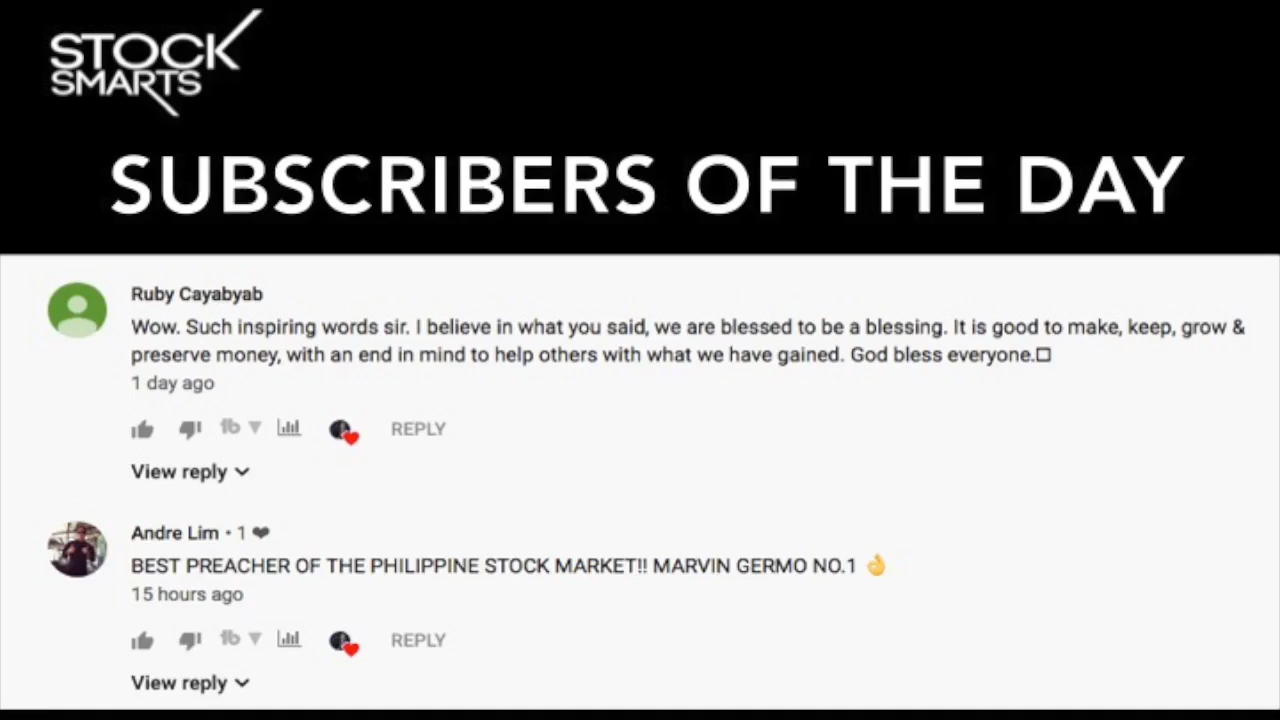 STOCK
SMARTS
SUBSCRIBERS OF THE DAY
Ruby Cayabyab
Wow. Such inspiring words sir. I believe in what you said, we are blessed to be a blessing. It is good to make, keep, grow &
preserve money, with an end in mind to help others with what we have gained. God bless everyone.□
1 day ago
REPLY
View reply
Andre Lim • 1 ❤
BEST PREACHER OF THE PHILIPPINE STOCK MARKET!! MARVIN GERMO NO.1 👌
15 hours ago
REPLY
View reply